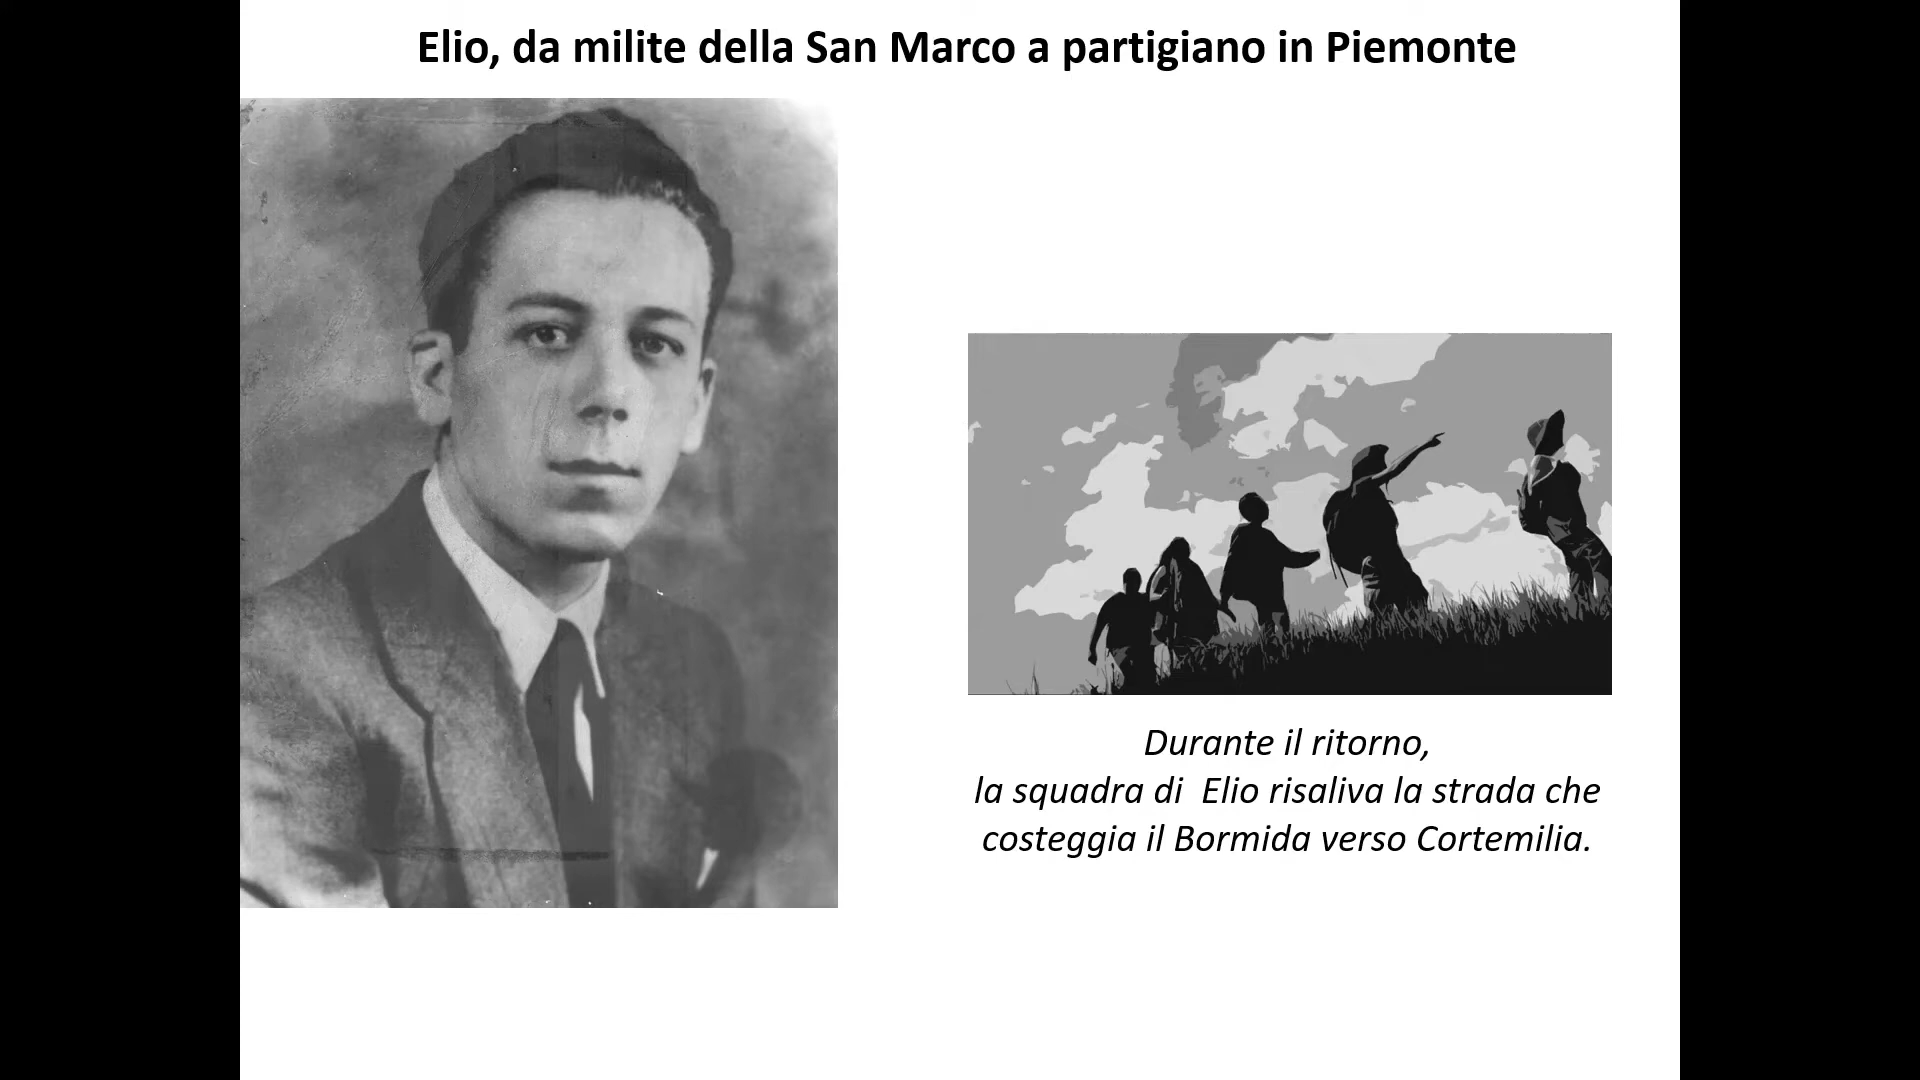 Elio, da milite della San Marco a partigiano in Piemonte
Durante il ritorno,
la squadra di  Elio risaliva la strada che
costeggia il Bormida verso Cortemilia.